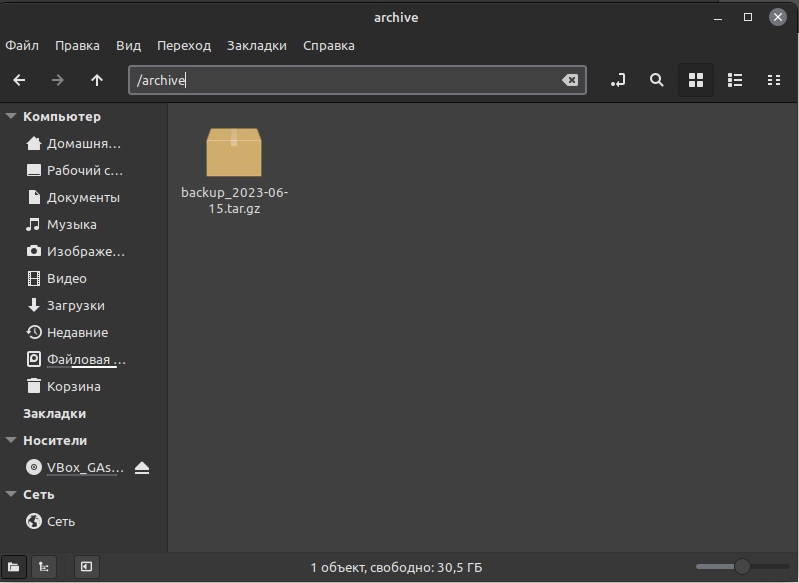 archive
Файл Правка Вид Переход Закладки Справка
/archive
Компьютер
Домашня...
Рабочий с...
Документы
Музыка
Изображе...
Видео
Загрузки
Недавние
Файловая ...
Корзина
Закладки
Носители
VBox_GAs...
Сеть
Сеть
backup_2023-06-
15.tar.gz
1 объект, свободно: 30,5 ГБ